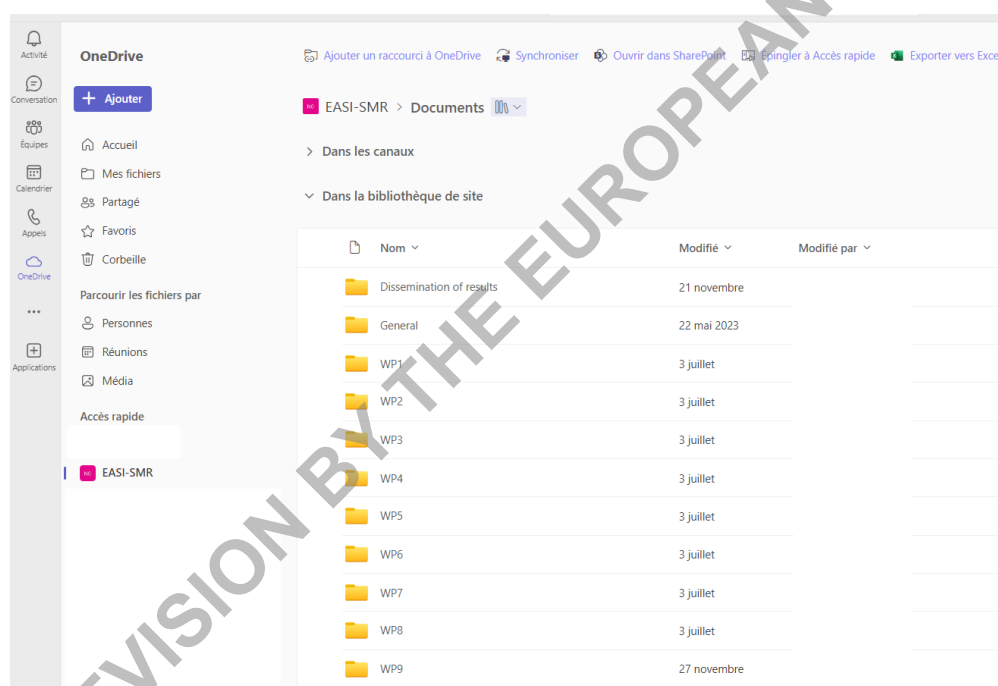 Activité
Conversation
Équipes
Calendrier
Appels
OneDrive
Applications
OneDrive
Ajouter
Accueil
Mes fichiers
Partagé
Favoris
Corbeille
Parcourir les fichiers par
Personnes
Réunions
Média
Accès rapide
EASI-SMR
Ajouter un raccourci à OneDrive Synchroniser Ouvrir dans SharePoint Épingler à Accès rapide Exporter vers Exce
EASI-SMR > Documents
Dans les canaux
Dans la bibliothèque de site
Nom Modifié Modifié par
Dissemination of results 21 novembre
General 22 mai 2023
WP1 3 juillet
WP2 3 juillet
WP3 3 juillet
WP4 3 juillet
WP5 3 juillet
WP6 3 juillet
WP7 3 juillet
WP8 3 juillet
WP9 27 novembre
EVISION BY THE EUROPEAN